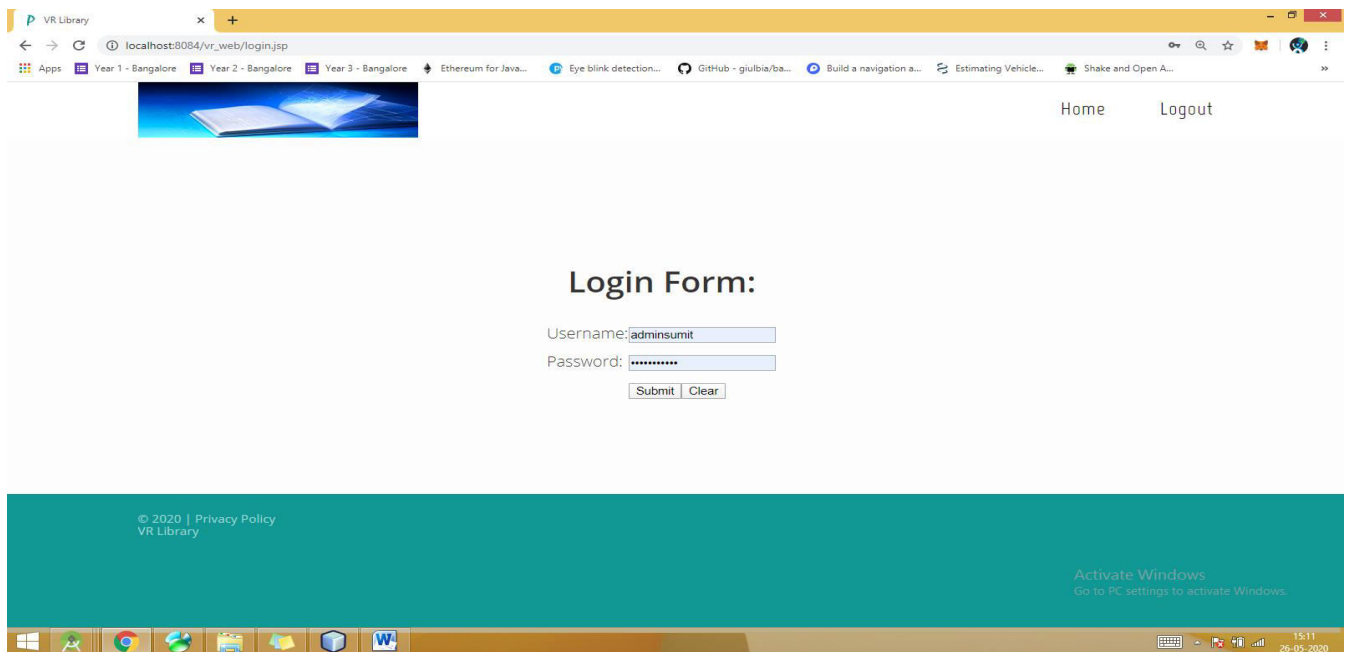 VR Library
localhost:8084/vr_web/login.jsp
Apps Year 1 - Bangalore Year 2 - Bangalore Year 3 - Bangalore Ethereum for Java... Eye blink detection... GitHub - giulbia/ba... Build a navigation a... Estimating Vehicle... Shake and Open A... »
Home Logout
Login Form:
Username: adminsumit
Password: •••••••••••
Submit Clear
© 2020 | Privacy Policy
VR Library
Activate Windows
Go to PC settings to activate Windows.
15:11
26-05-2020